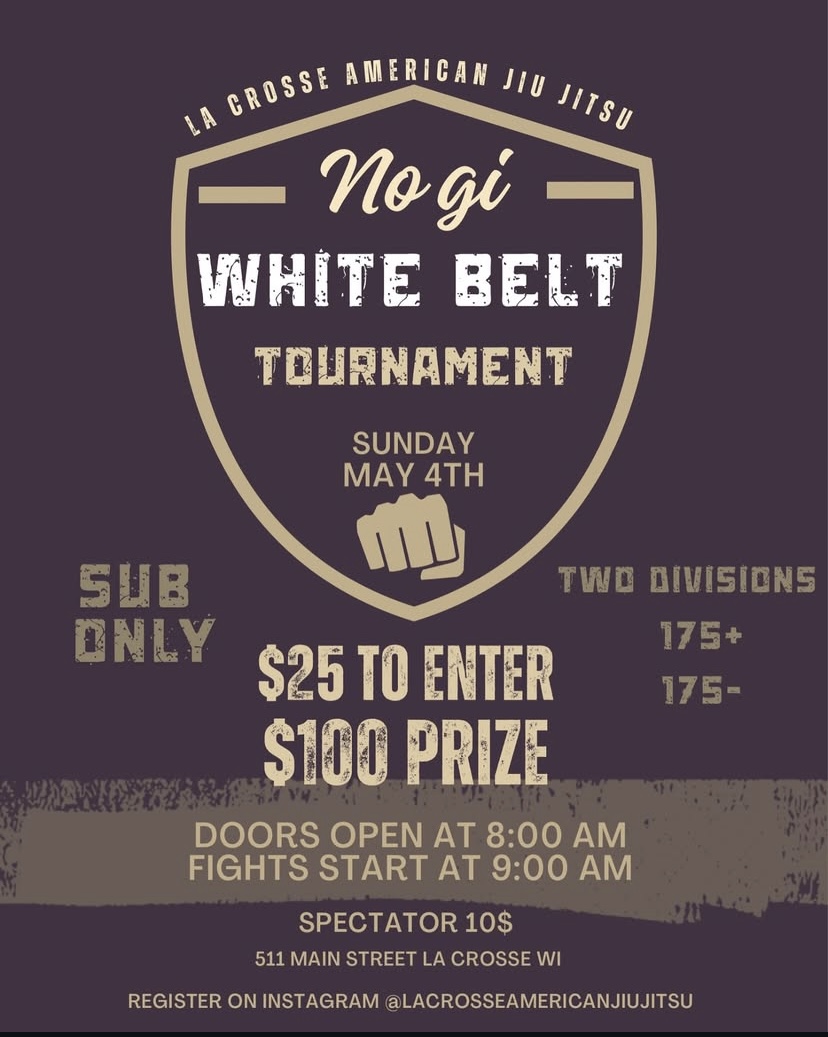 LA CROSSE AMERICAN JIU JITSU
No gi
WHITE BELT
TOURNAMENT
SUNDAY
MAY 4TH
SUB
ONLY
TWO DIVISIONS
175+
175-
$25 TO ENTER
$100 PRIZE
DOORS OPEN AT 8:00 AM
FIGHTS START AT 9:00 AM
SPECTATOR 10$
511 MAIN STREET LA CROSSE WI
REGISTER ON INSTAGRAM @LACROSSEAMERICANJIUJITSU